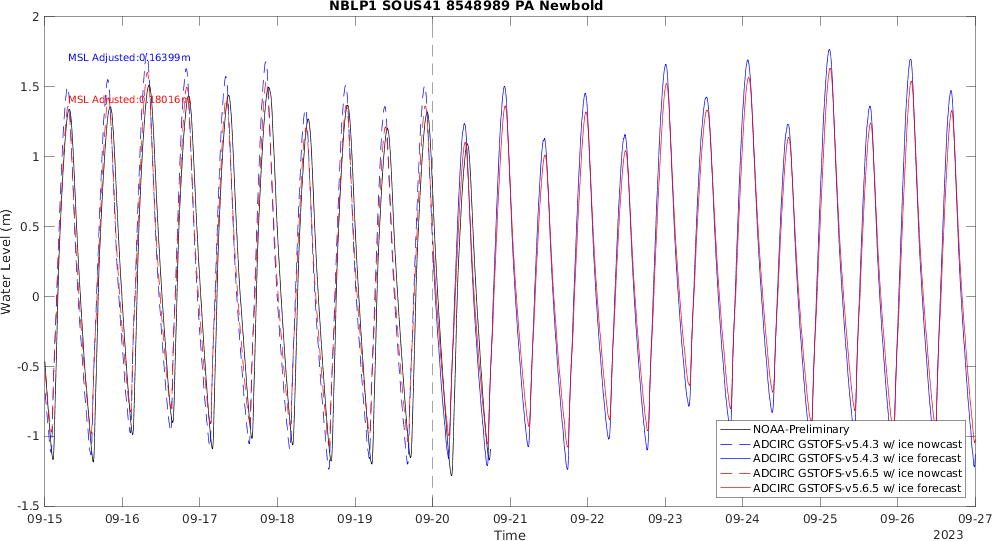 NBLP1 SOUS41 8548989 PA Newbold
2
1.5
1
0.5
0
-0.5
-1
-1.5
Water Level (m)
MSL Adjusted:0.16399m
MSL Adjusted:0.18016m
NOAA-Preliminary
ADCIRC GSTOFS-v5.4.3 w/ ice nowcast
ADCIRC GSTOFS-v5.4.3 w/ ice forecast
ADCIRC GSTOFS-v5.6.5 w/ ice nowcast
ADCIRC GSTOFS-v5.6.5 w/ ice forecast
09-15 09-16 09-17 09-18 09-19 09-20 09-21 09-22 09-23 09-24 09-25 09-26 09-27
Time
2023